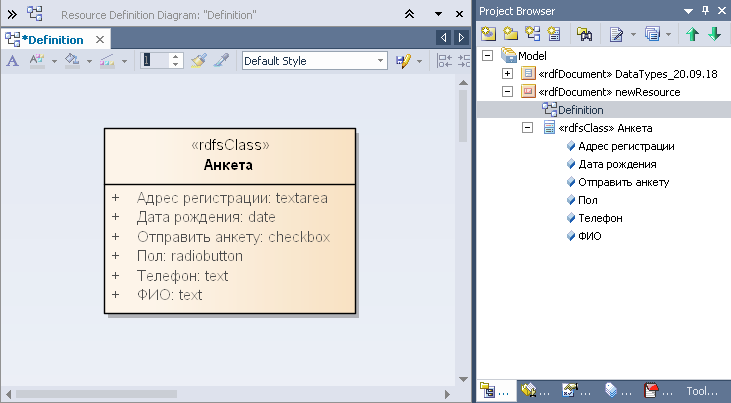 Resource Definition Diagram: "Definition"
*Definition
1
Default Style
«rdfsClass»
Анкета
+ Адрес регистрации: textarea
+ Дата рождения: date
+ Отправить анкету: checkbox
+ Пол: radiobutton
+ Телефон: text
+ ФИО: text
Project Browser
Model
«rdfDocument» DataTypes_20.09.18
«rdfDocument» newResource
Definition
«rdfsClass» Анкета
Адрес регистрации
Дата рождения
Отправить анкету
Пол
Телефон
ФИО
... ... ... ... ... Tool...